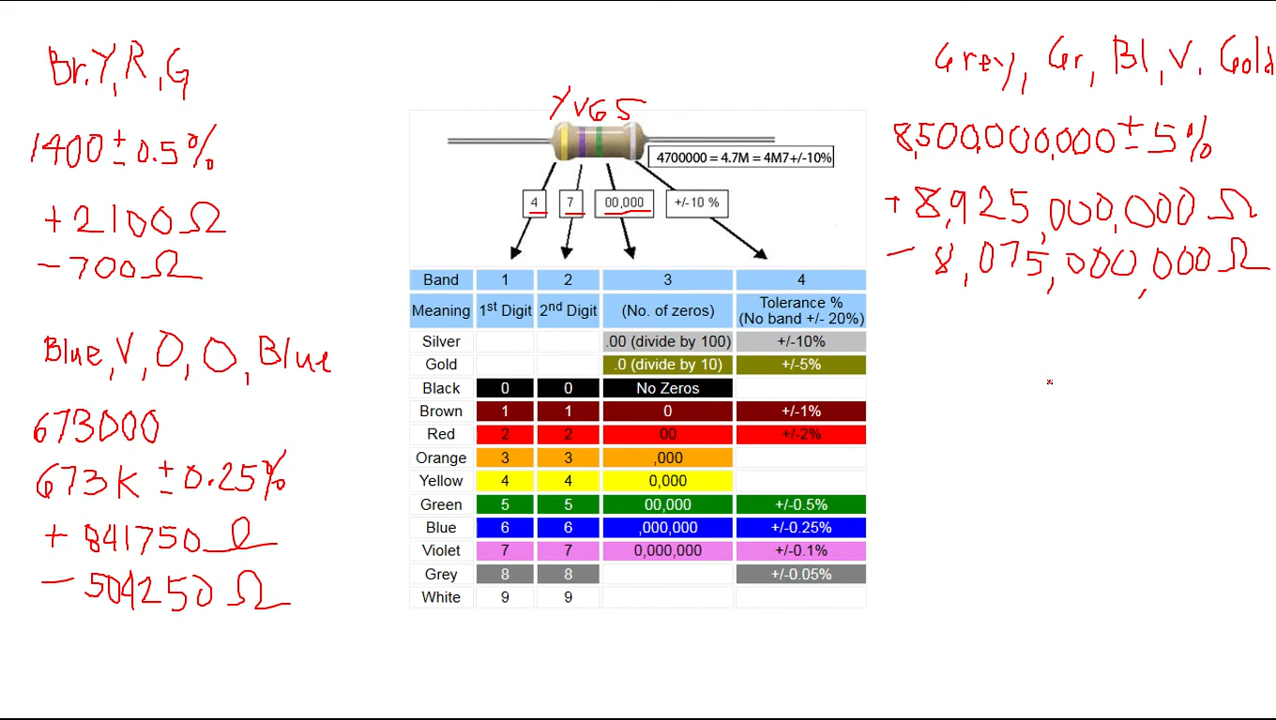 Br, Y, R, G
1400 ± 0.5%
+2100 Ω
-700 Ω
Blue, V, O, O, Blue
673000
673K ± 0.25%
+ 841750 Ω
- 504250 Ω
YVG S
4700000 = 4.7M = 4M7+/-10%
4 7 00,000 +/-10 %
Band 1 2 3 4
Meaning 1st Digit 2nd Digit (No. of zeros) Tolerance % (No band +/- 20%)
Silver .00 (divide by 100) +/-10%
Gold .0 (divide by 10) +/-5%
Black 0 0 No Zeros
Brown 1 1 0 +/-1%
Red 2 2 00 +/-2%
Orange 3 3 ,000
Yellow 4 4 0,000
Green 5 5 00,000 +/-0.5%
Blue 6 6 ,000,000 +/-0.25%
Violet 7 7 0,000,000 +/-0.1%
Grey 8 8 +/-0.05%
White 9 9
Grey, Gr, Bl, V, Gold
8,500,000,000 ± 5%
+ 8,925,000,000 Ω
- 8,075,000,000 Ω